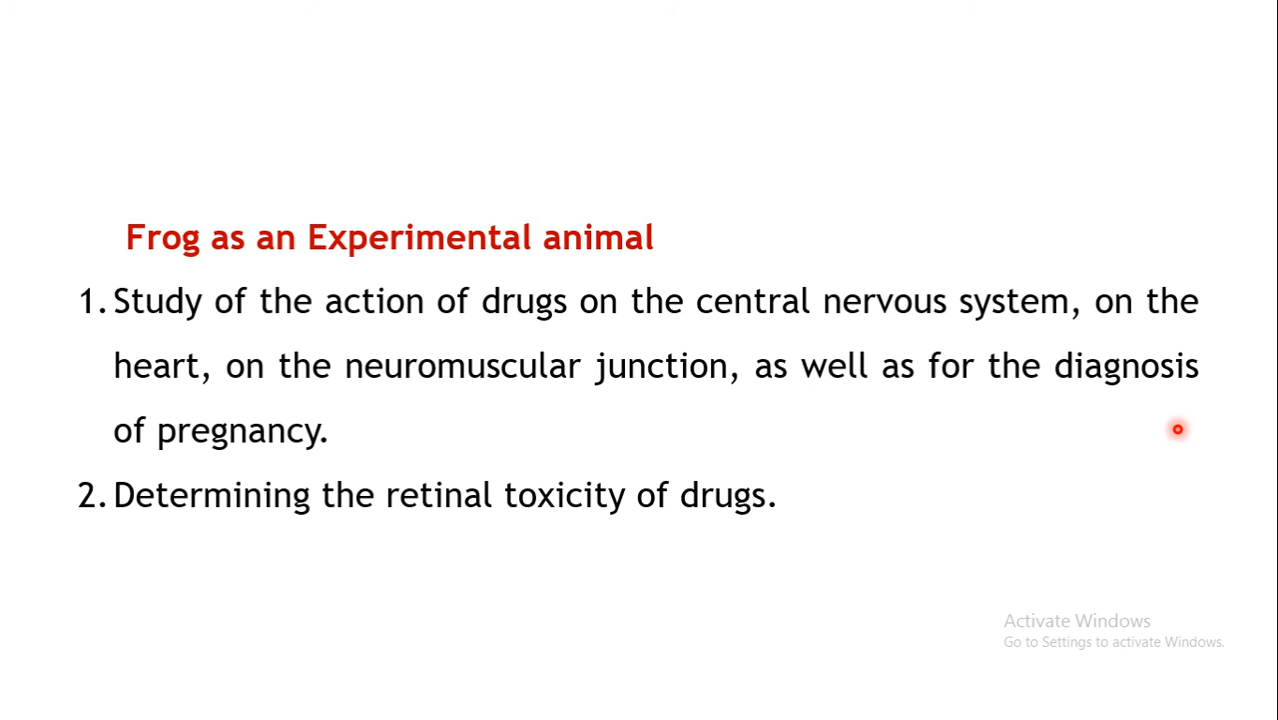 Frog as an Experimental animal
1. Study of the action of drugs on the central nervous system, on the
heart, on the neuromuscular junction, as well as for the diagnosis
of pregnancy.
2. Determining the retinal toxicity of drugs.
Activate Windows
Go to Settings to activate Windows.